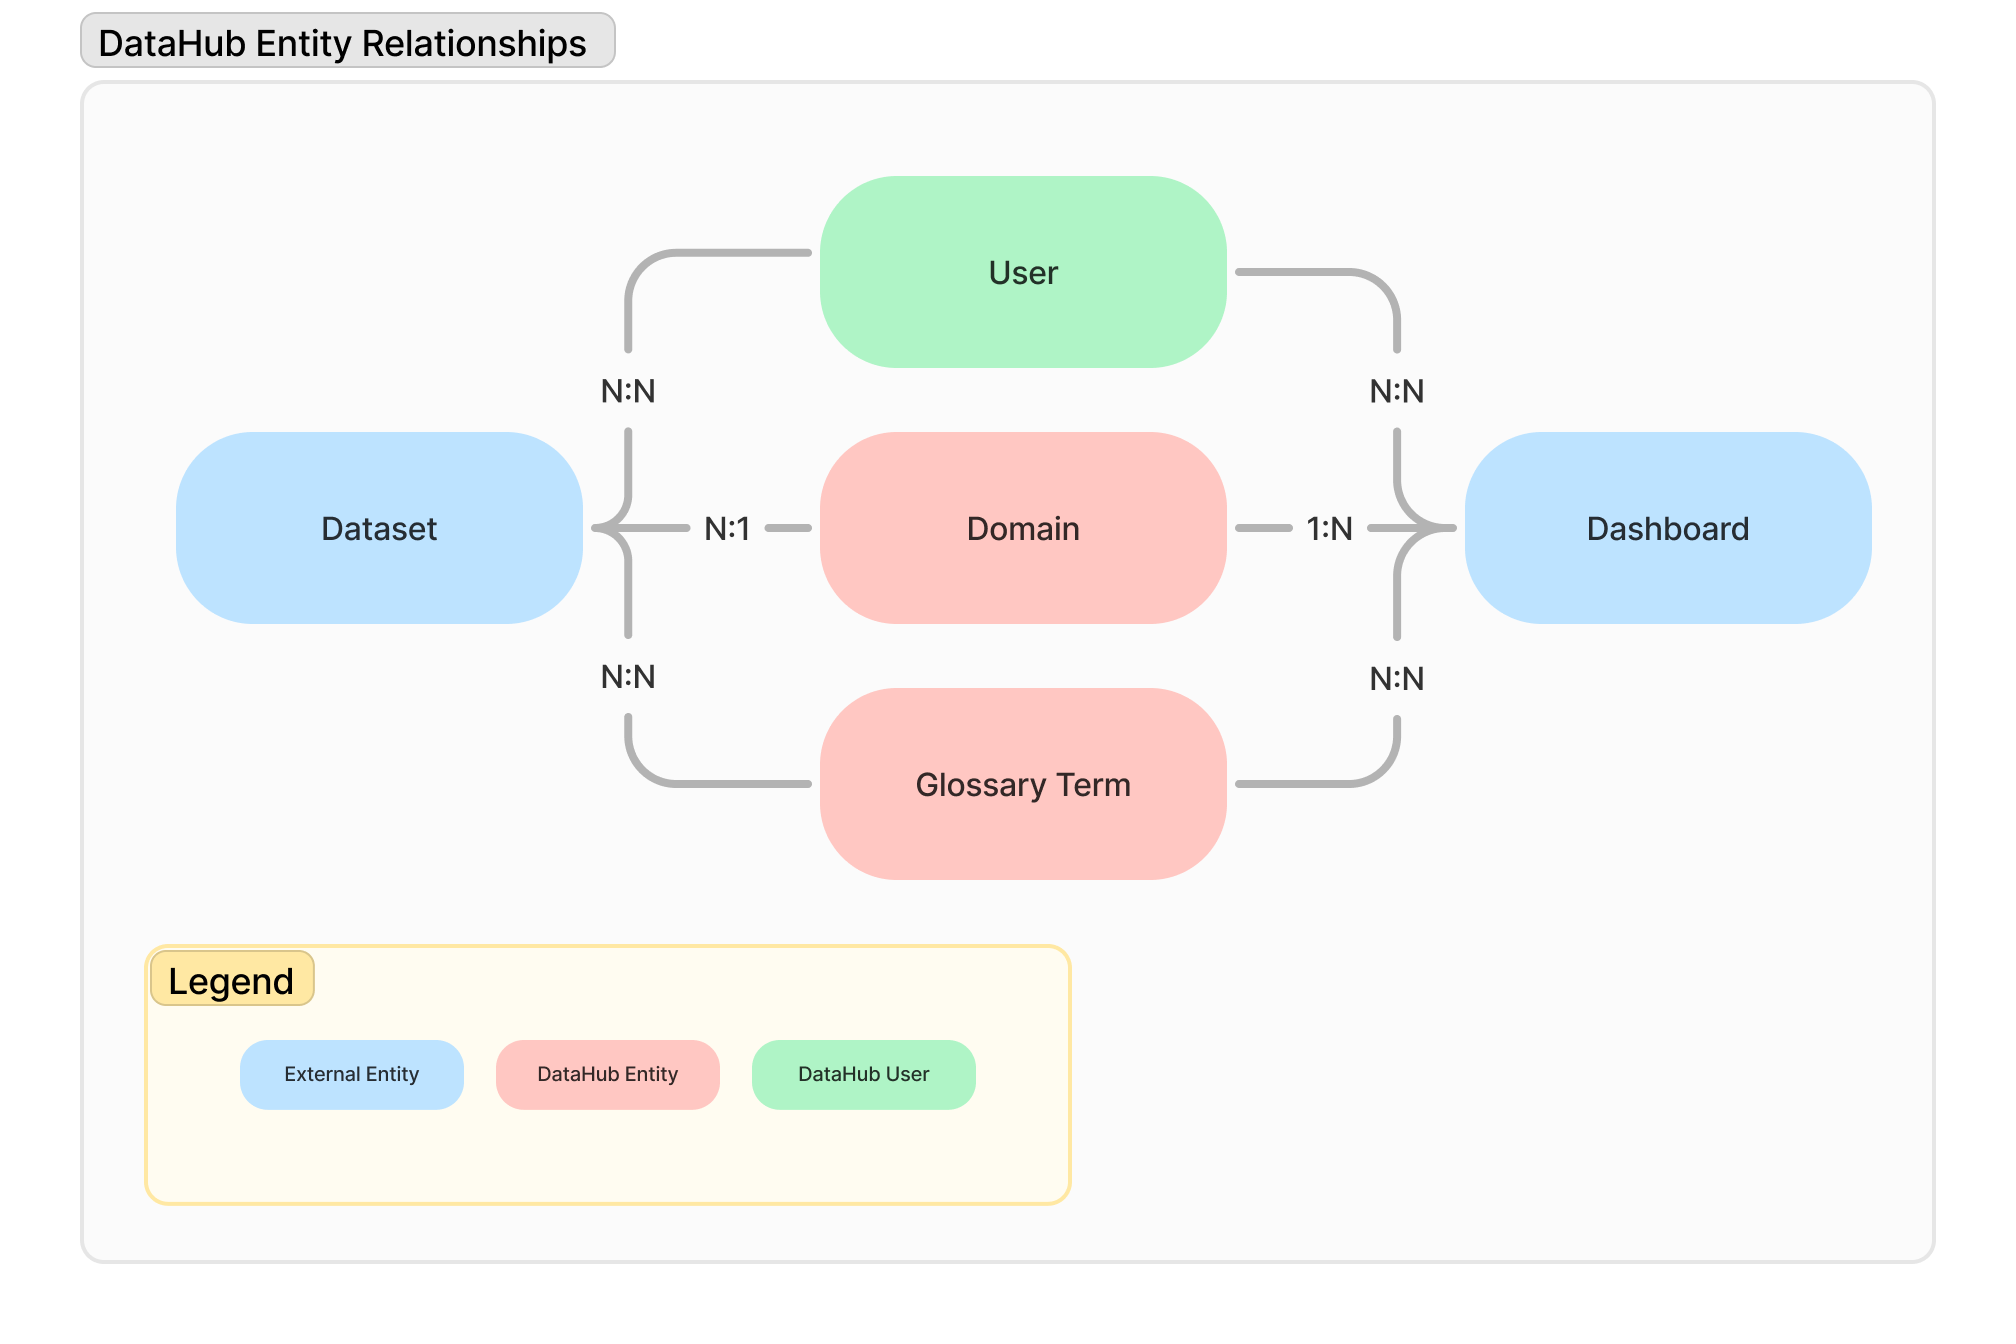 DataHub Entity Relationships
User
N:N
N:N
Dataset
N:1
Domain
1:N
Dashboard
N:N
N:N
Glossary Term
Legend
External Entity
DataHub Entity
DataHub User